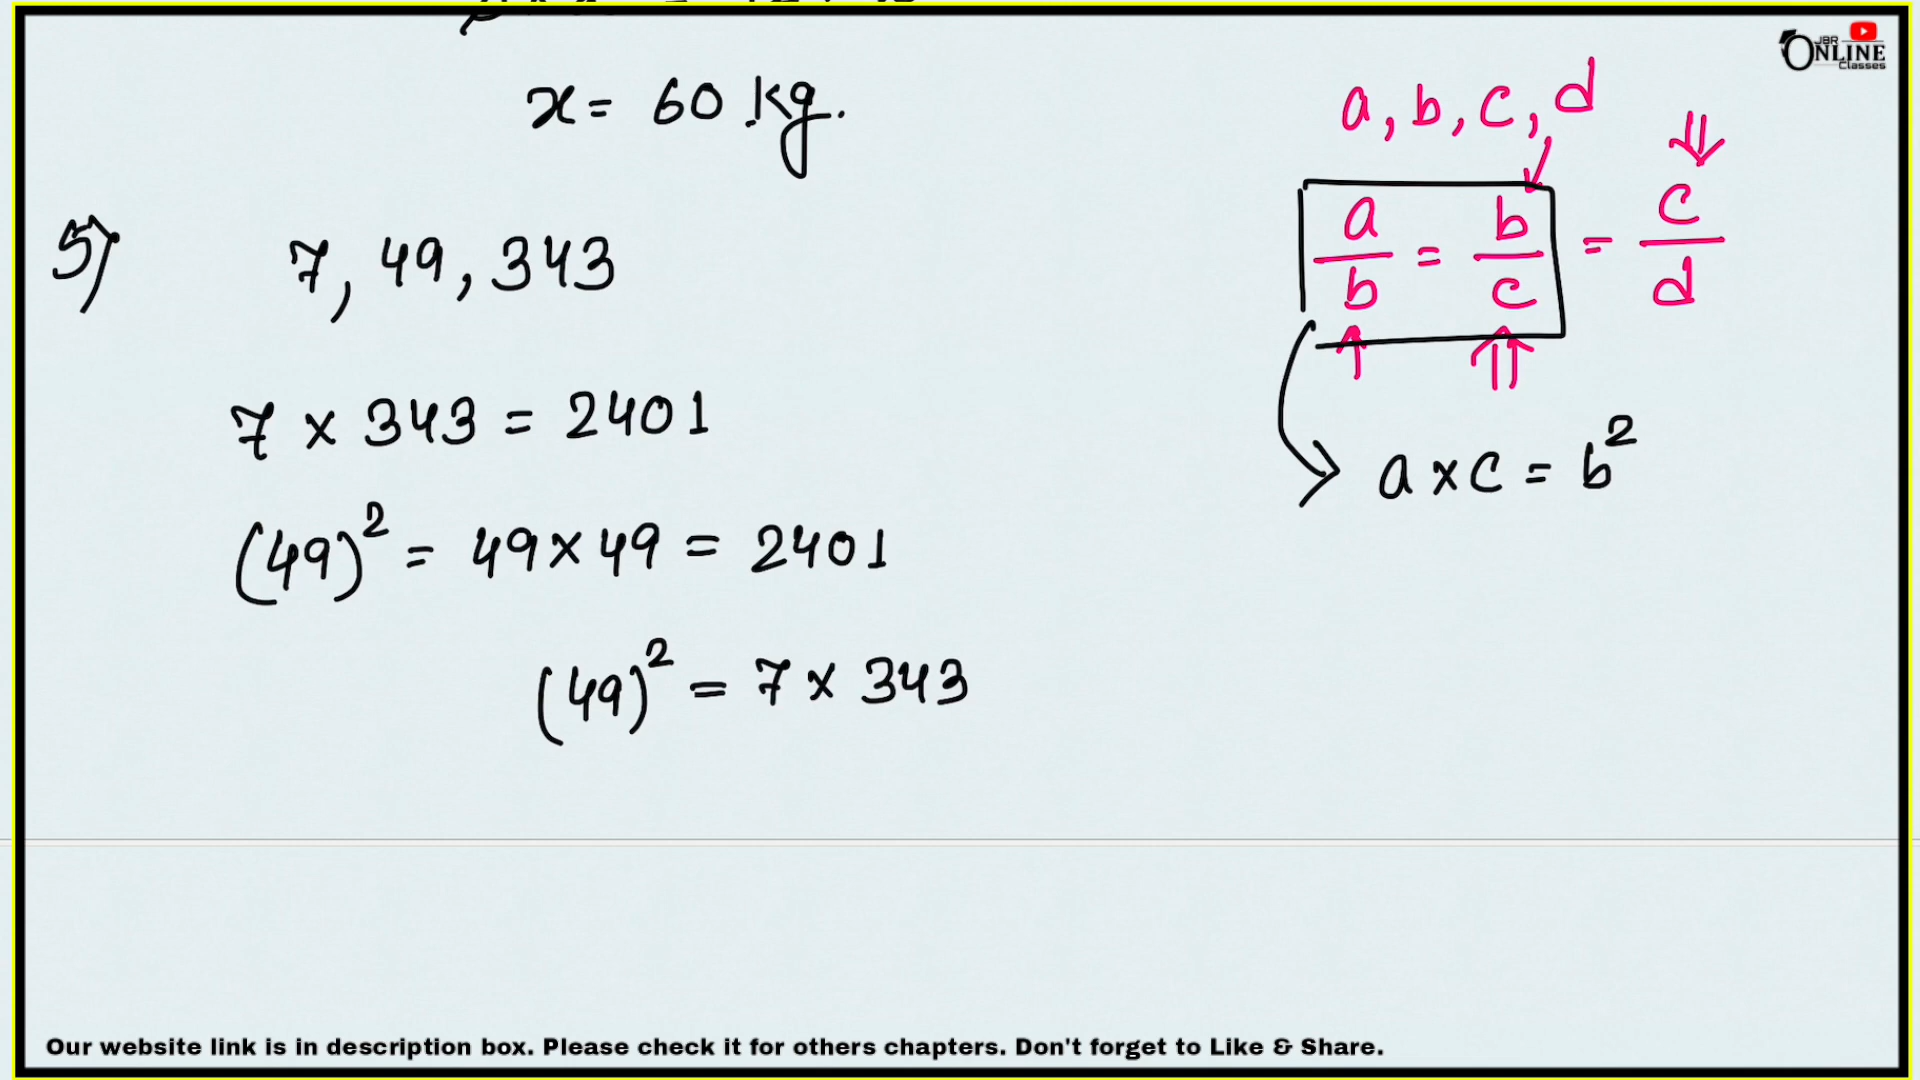 x = 60 kg.
5) 7, 49, 343
7 × 343 = 2401
(49)² = 49 × 49 = 2401
(49)² = 7 × 343
a, b, c, d
a/b = b/c = c/d
a × c = b²
JBR
ONLINE
Classes
Our website link is in description box. Please check it for others chapters. Don't forget to Like & Share.